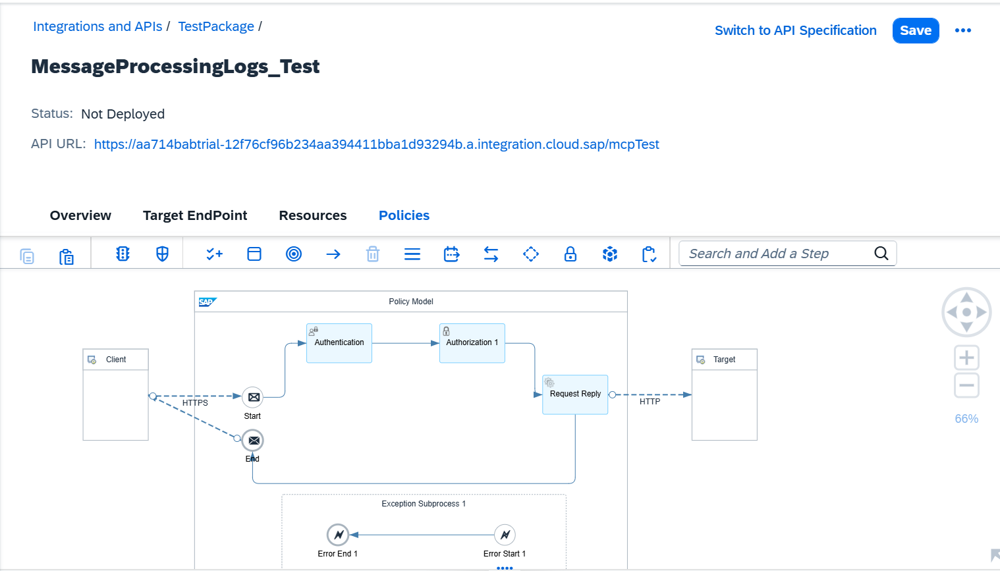 Integrations and APIs / TestPackage /
Switch to API Specification Save
MessageProcessingLogs_Test
Status: Not Deployed
API URL: https://aa714babtrial-12f76cf96b234aa394411bba1d93294b.a.integration.cloud.sap/mcpTest
Overview Target EndPoint Resources Policies
Search and Add a Step
SAP Policy Model
Authentication Authorization 1
Client Target
Request Reply
HTTPS HTTP
Start
66%
End
Exception Subprocess 1
Error End 1 Error Start 1